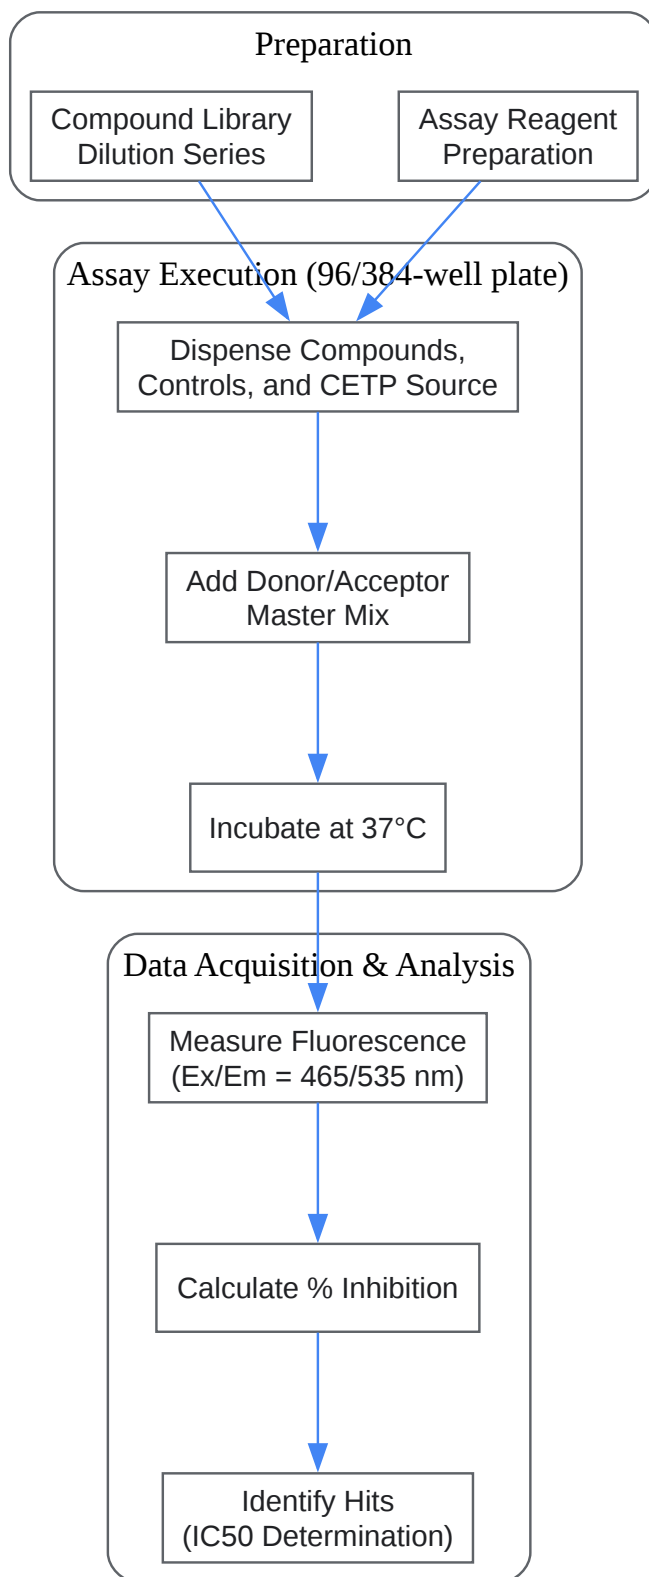 Preparation
Compound Library
Dilution Series
Assay Reagent
Preparation
Assay Execution (96/384-well plate)
Dispense Compounds,
Controls, and CETP Source
Add Donor/Acceptor
Master Mix
Incubate at 37°C
Data Acquisition & Analysis
Measure Fluorescence
(Ex/Em = 465/535 nm)
Calculate % Inhibition
Identify Hits
(IC50 Determination)